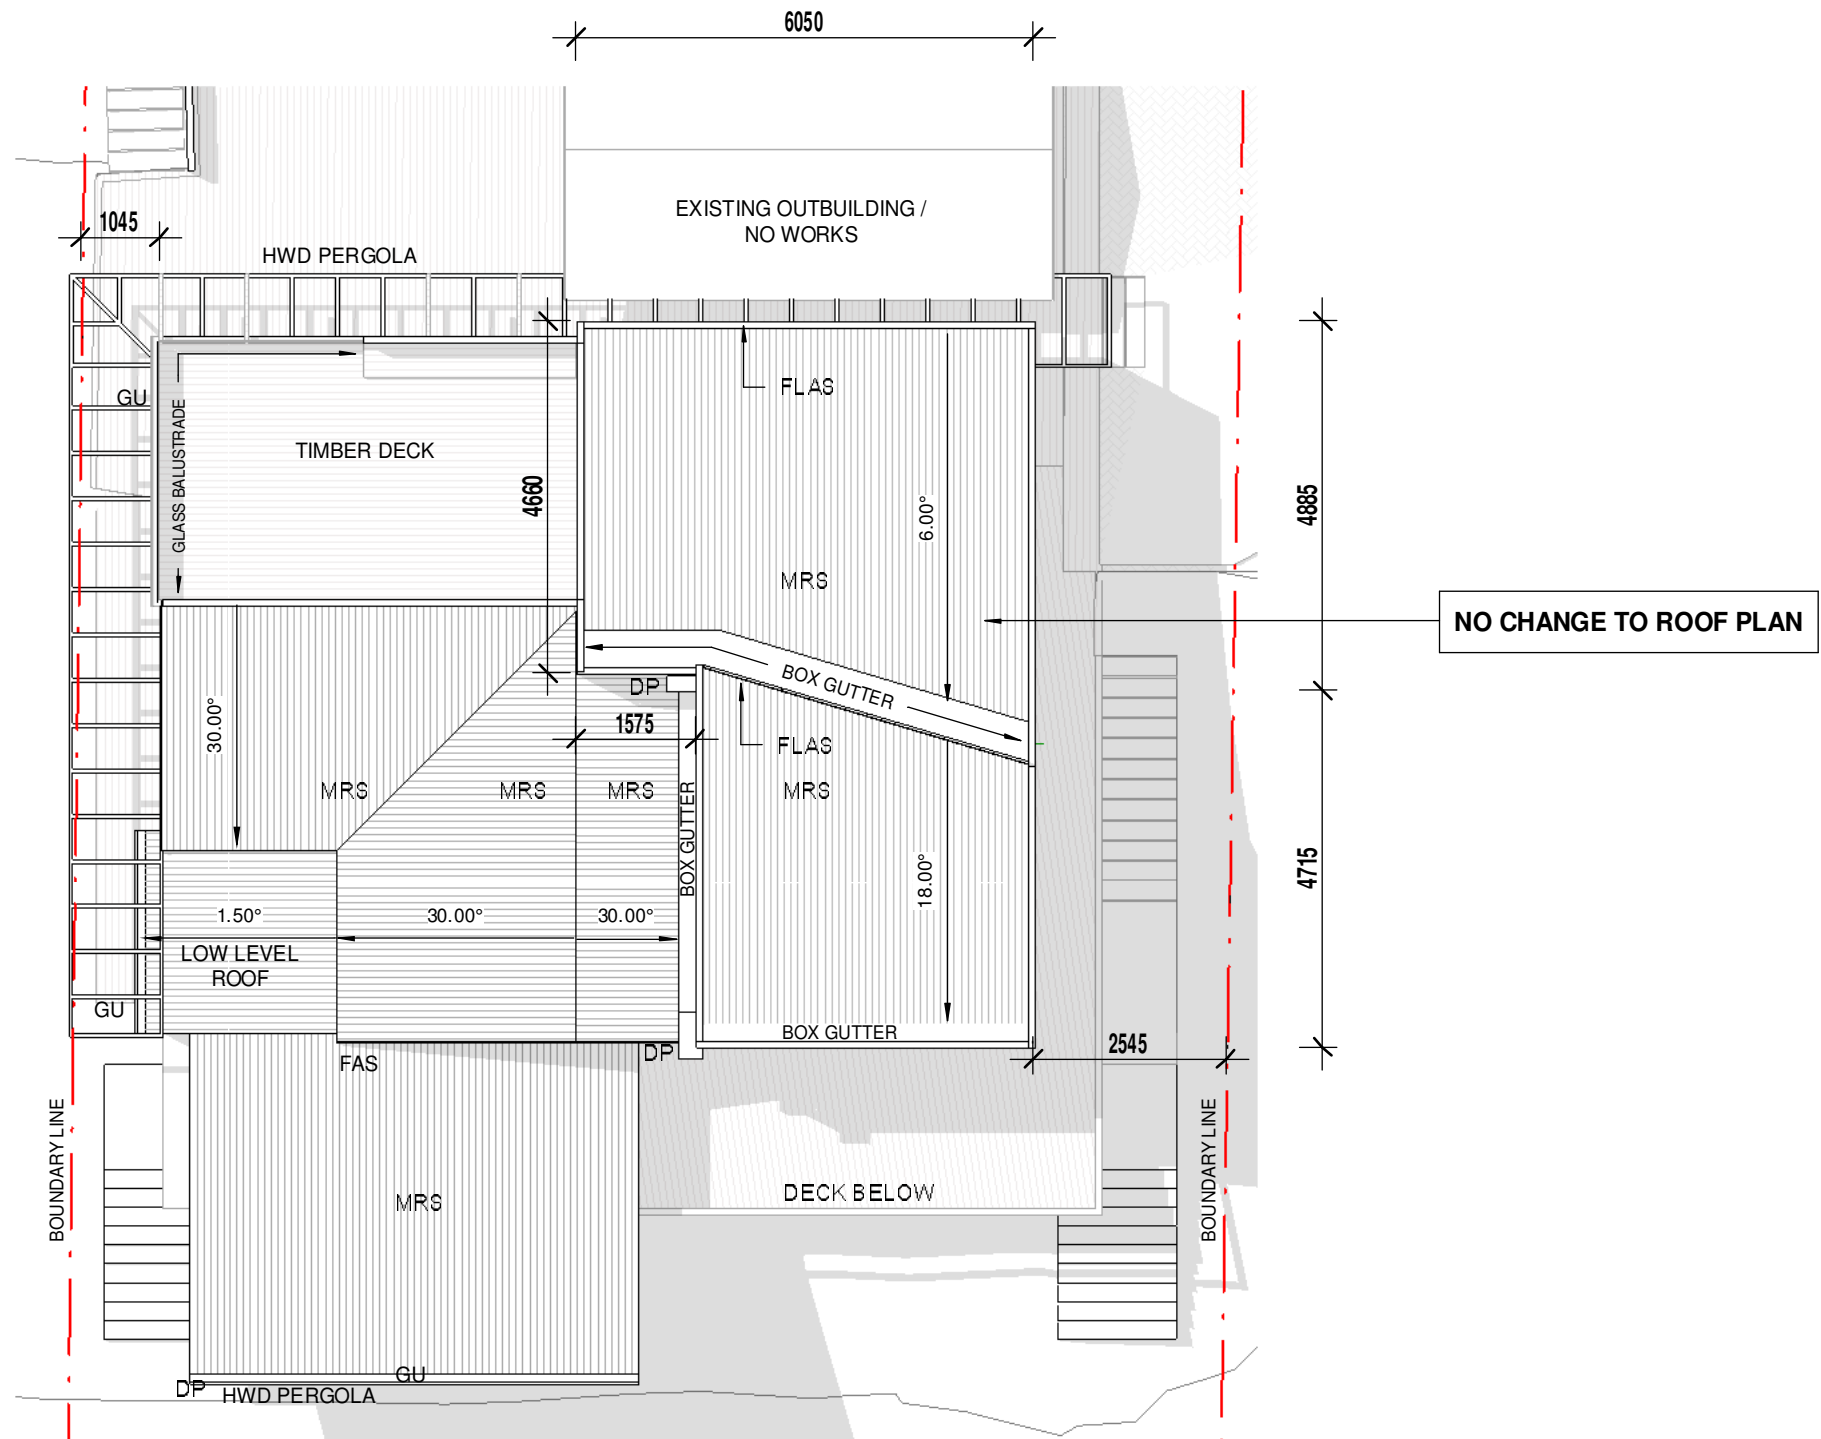 6050
EXISTING OUTBUILDING /
NO WORKS
1045
HWD PERGOLA
GU
FLAS
GLASS BALUSTRADE
TIMBER DECK
4660
6.00°
4885
MRS
NO CHANGE TO ROOF PLAN
BOX GUTTER
DP
30.00°
1575
FLAS
MRS
MRS
MRS
MRS
BOX GUTTER
18.00°
4715
1.50°
30.00°
30.00°
LOW LEVEL
ROOF
GU
BOX GUTTER
2545
FAS
DP
BOUNDARY LINE
BOUNDARY LINE
MRS
DECK BELOW
GU
DP
HWD PERGOLA